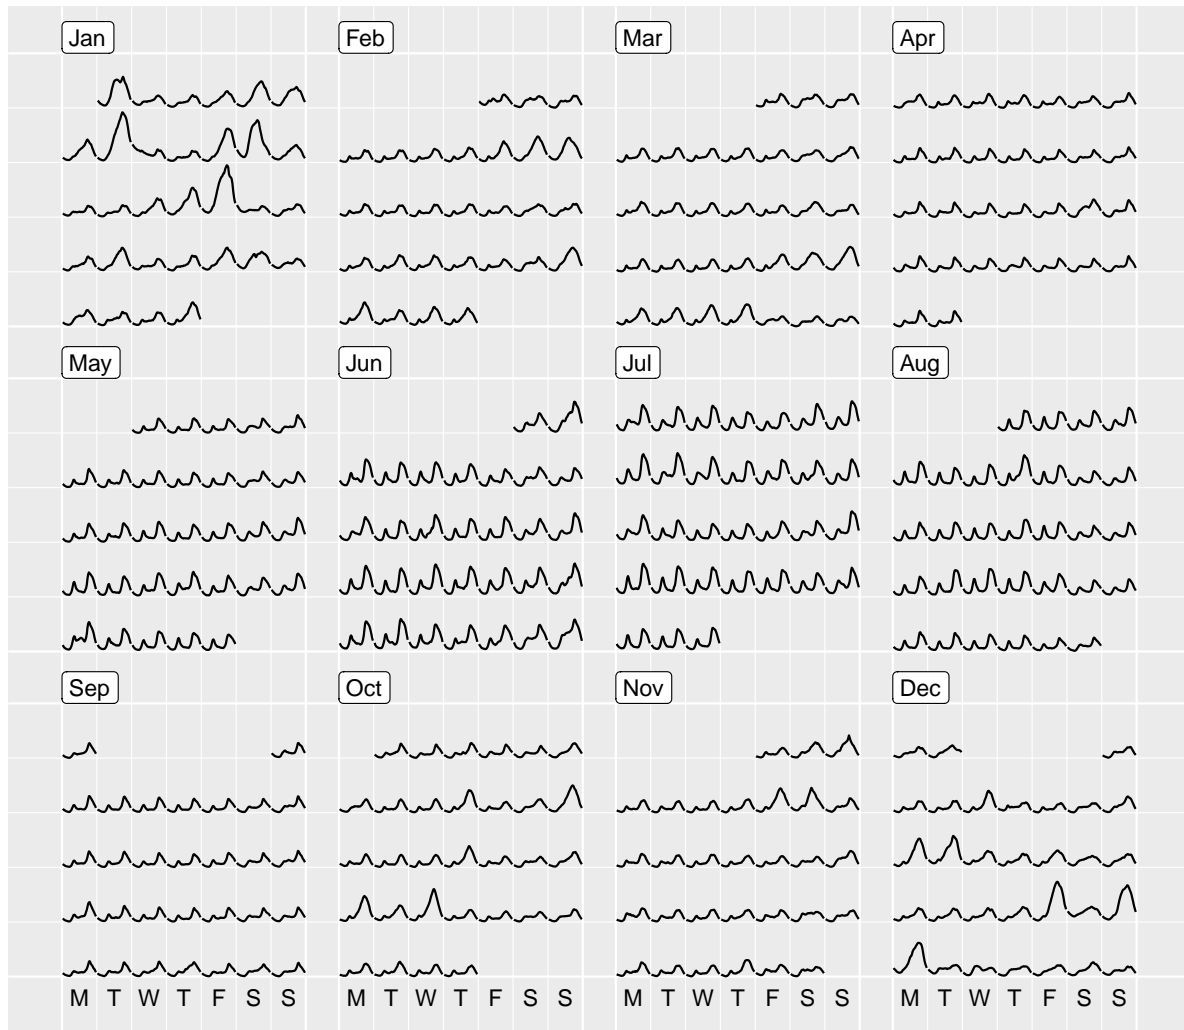 Jan Feb Mar Apr
May Jun Jul Aug
Sep Oct Nov Dec
M T W T F S S M T W T F S S M T W T F S S M T W T F S S